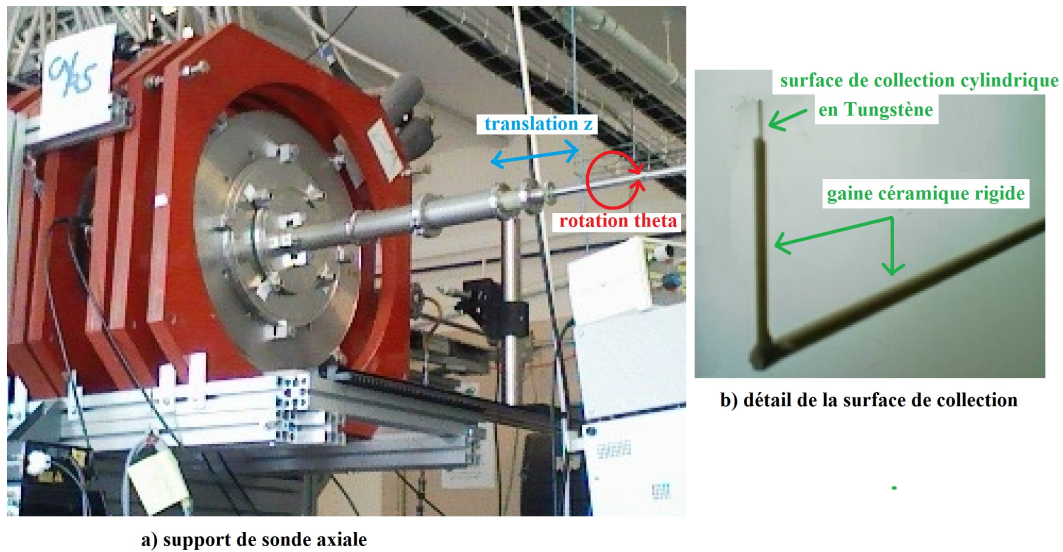 translation z
rotation theta
surface de collection cylindrique
en Tungstène
gaine céramique rigide
a) support de sonde axiale
b) détail de la surface de collection